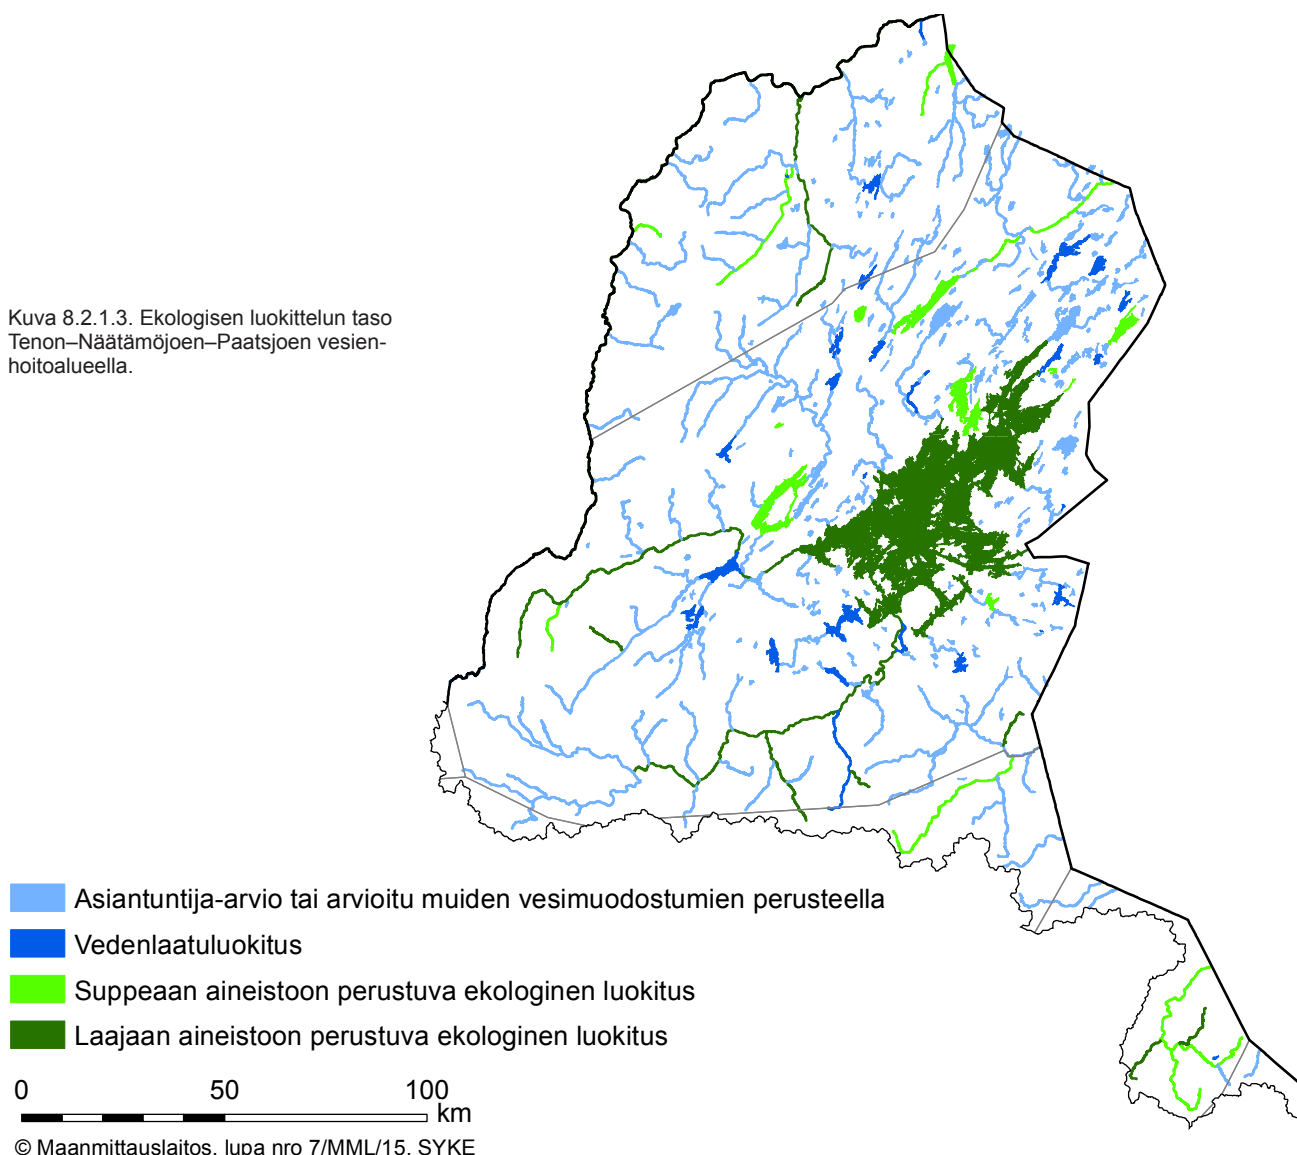 Kuva 8.2.1.3. Ekologisen luokittelun taso
Tenon–Näätämöjoen–Paatsjoen vesien-
hoitoalueella.
Asiantuntija-arvio tai arvioitu muiden vesimuodostumien perusteella
Vedenlaatuluokitus
Suppeaan aineistoon perustuva ekologinen luokitus
Laajaan aineistoon perustuva ekologinen luokitus
0 50 100
km
© Maanmittauslaitos, lupa nro 7/MML/15, SYKE